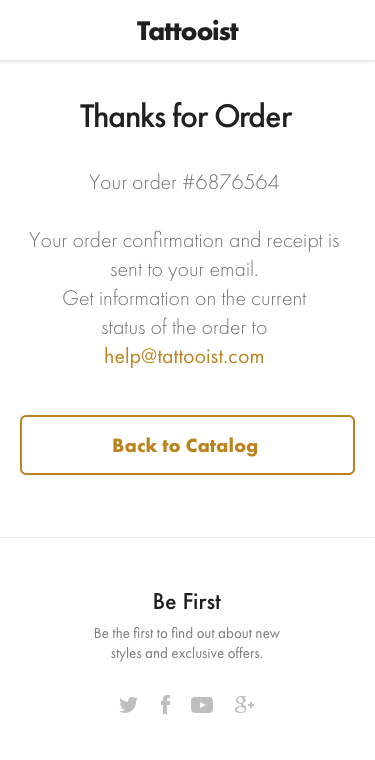 Tattooist
Thanks for Order
Your order #6876564
Your order confirmation and receipt is
sent to your email.
Get information on the current
status of the order to
help@tattooist.com
Back to Catalog
Be First
Be the first to find out about new
styles and exclusive offers.